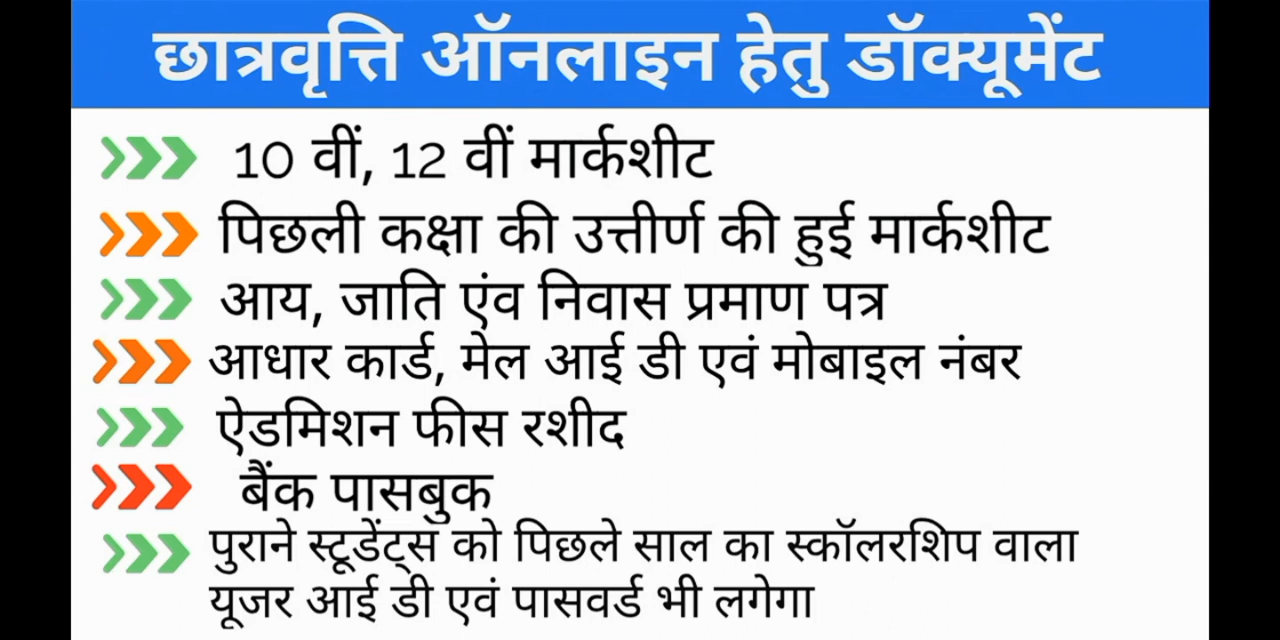 छात्रवृत्ति ऑनलाइन हेतु डॉक्यूमेंट
10 वीं, 12 वीं मार्कशीट
पिछली कक्षा की उत्तीर्ण की हुई मार्कशीट
आय, जाति एंव निवास प्रमाण पत्र
आधार कार्ड, मेल आई डी एवं मोबाइल नंबर
ऐडमिशन फीस रशीद
बैंक पासबुक
पुराने स्टूडेंट्स को पिछले साल का स्कॉलरशिप वाला
यूजर आई डी एवं पासवर्ड भी लगेगा